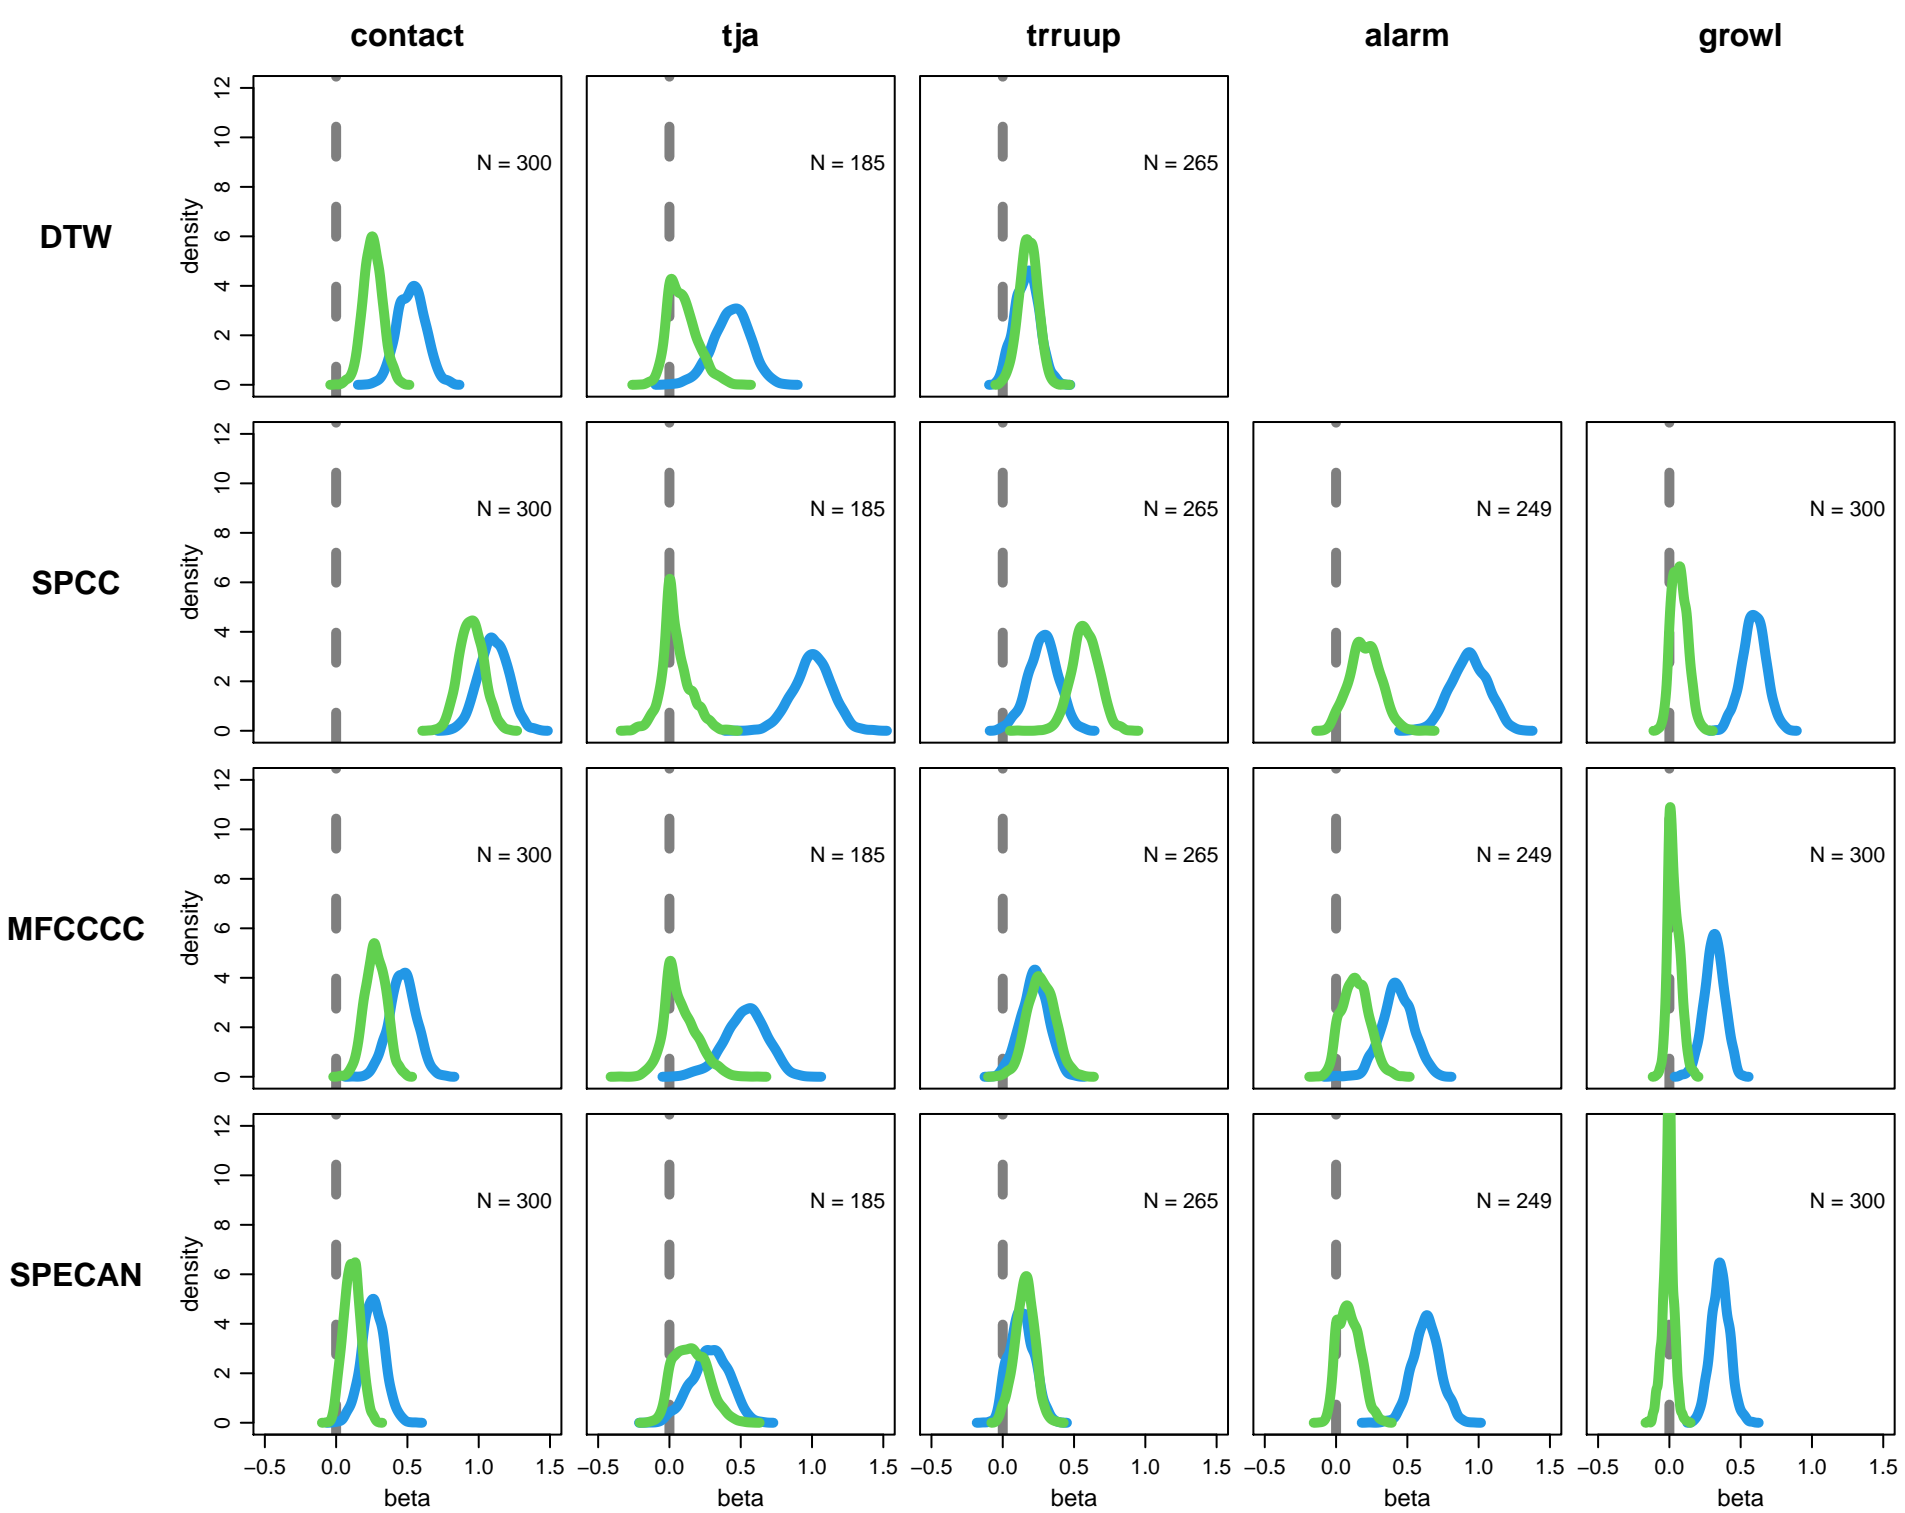 contact tja trruup alarm growl
DTW
density
0 2 4 6 8 10 12
N = 300
N = 185
N = 265
SPCC
density
0 2 4 6 8 10 12
N = 300
N = 185
N = 265
N = 249
N = 300
MFCCCC
density
0 2 4 6 8 10 12
N = 300
N = 185
N = 265
N = 249
N = 300
SPECAN
density
0 2 4 6 8 10 12
N = 300
N = 185
N = 265
N = 249
N = 300
−0.5 0.0 0.5 1.0 1.5
beta
−0.5 0.0 0.5 1.0 1.5
beta
−0.5 0.0 0.5 1.0 1.5
beta
−0.5 0.0 0.5 1.0 1.5
beta
−0.5 0.0 0.5 1.0 1.5
beta